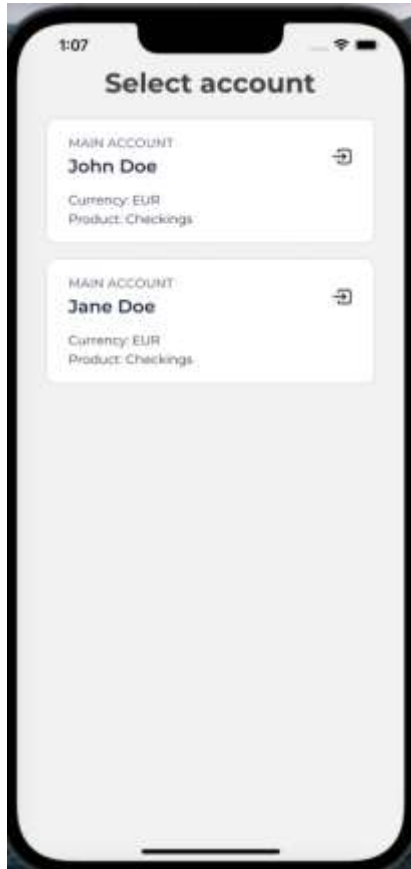 1:07
Select account
MAIN ACCOUNT
John Doe
Currency: EUR
Product: Checkings
MAIN ACCOUNT
Jane Doe
Currency: EUR
Product: Checkings